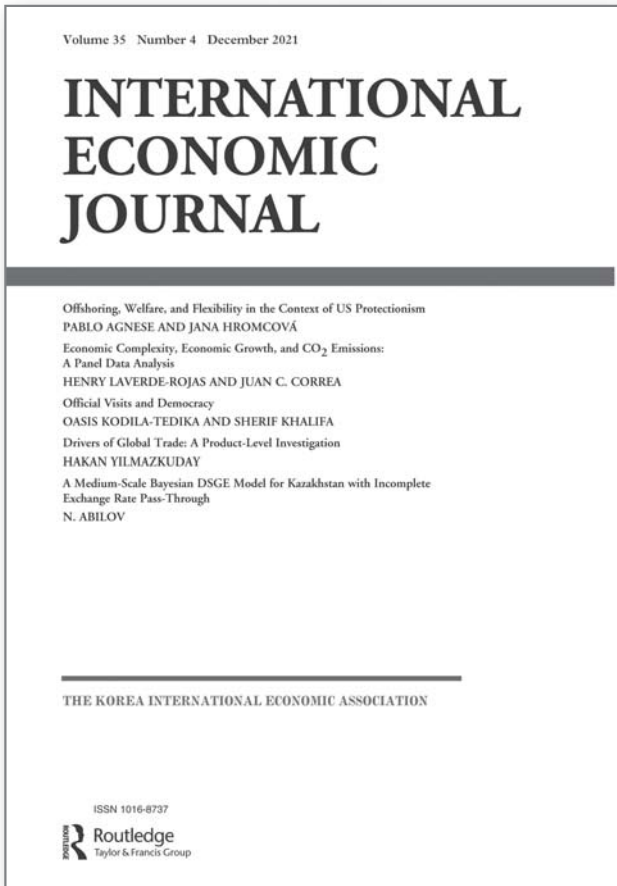 Volume 35 Number 4 December 2021
INTERNATIONAL
ECONOMIC
JOURNAL
Offshoring, Welfare, and Flexibility in the Context of US Protectionism
PABLO AGNESE AND JANA HROMCOVÁ
Economic Complexity, Economic Growth, and CO₂ Emissions:
A Panel Data Analysis
HENRY LAVERDE-ROJAS AND JUAN C. CORREA
Official Visits and Democracy
OASIS KODILA-TEDIKA AND SHERIF KHALIFA
Drivers of Global Trade: A Product-Level Investigation
HAKAN YILMAZKUDAY
A Medium-Scale Bayesian DSGE Model for Kazakhstan with Incomplete
Exchange Rate Pass-Through
N. ABILOV
THE KOREA INTERNATIONAL ECONOMIC ASSOCIATION
ISSN 1016-8737
ROUTLEDGE
Routledge
Taylor & Francis Group